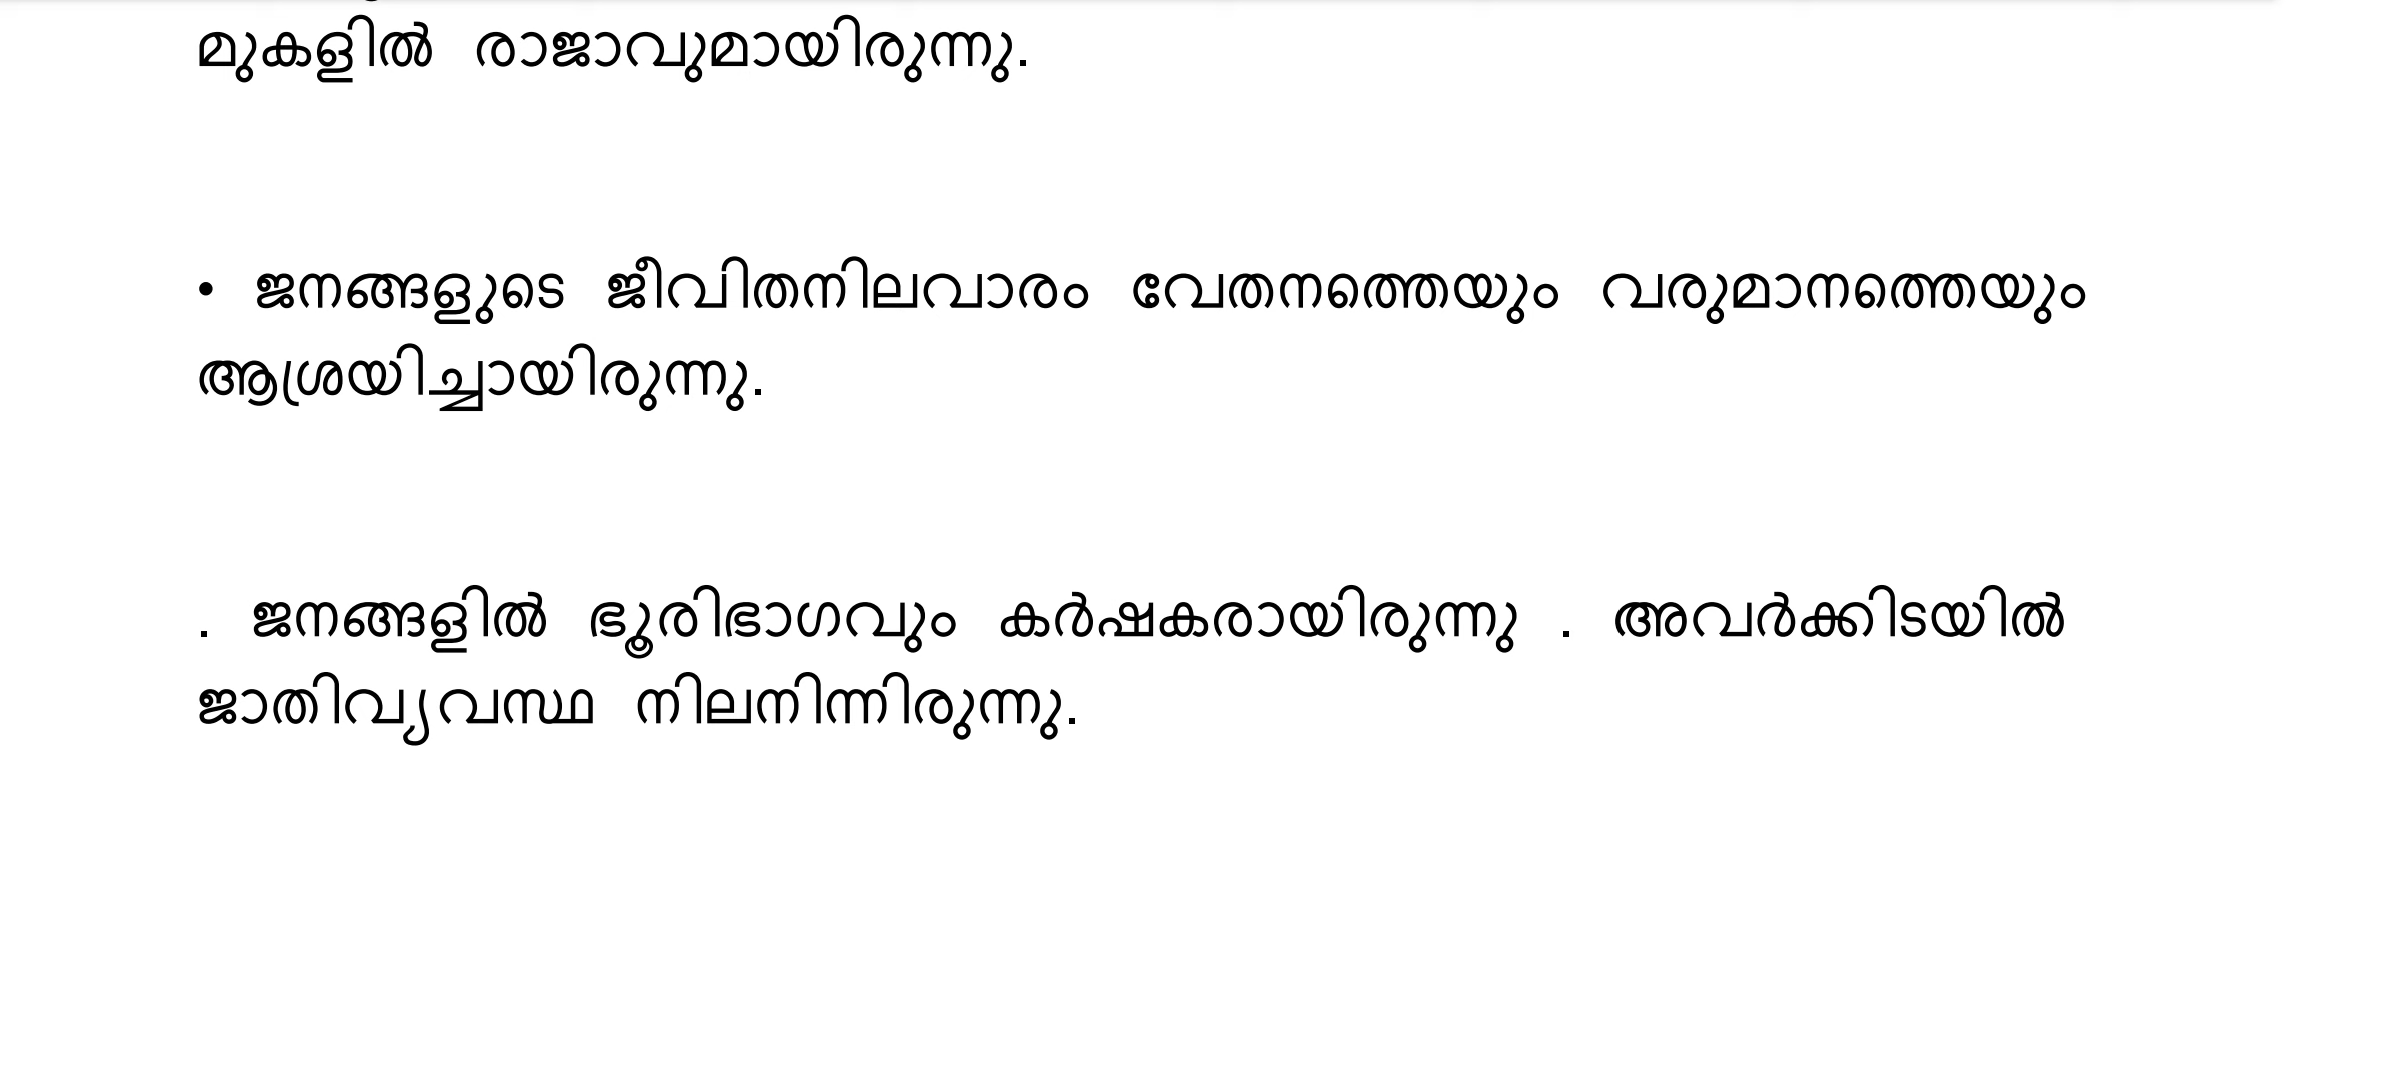 മുകളിൽ രാജാവുമായിരുന്നു.
• ജനങ്ങളുടെ ജീവിതനിലവാരം വേതനത്തെയും വരുമാനത്തെയും
ആശ്രയിച്ചായിരുന്നു.
. ജനങ്ങളിൽ ഭൂരിഭാഗവും കർഷകരായിരുന്നു . അവർക്കിടയിൽ
ജാതിവ്യവസ്ഥ നിലനിന്നിരുന്നു.